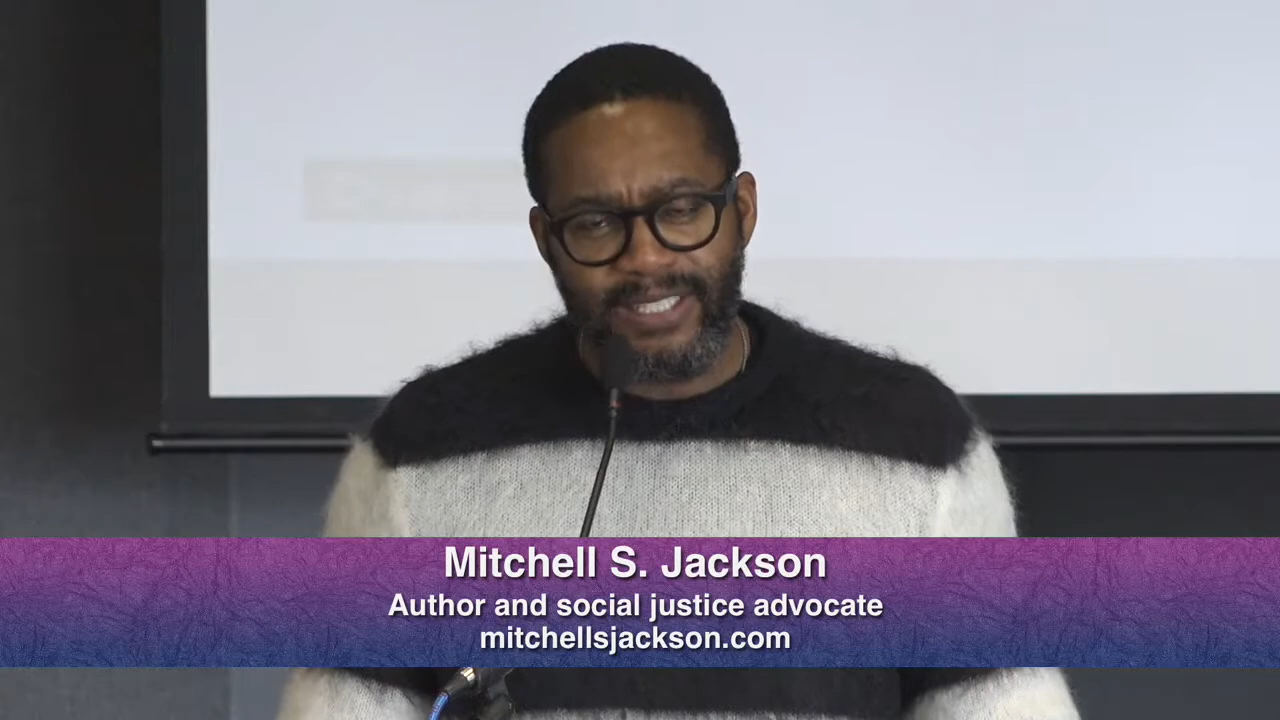 Mitchell S. Jackson
Author and social justice advocate
mitchellsjackson.com